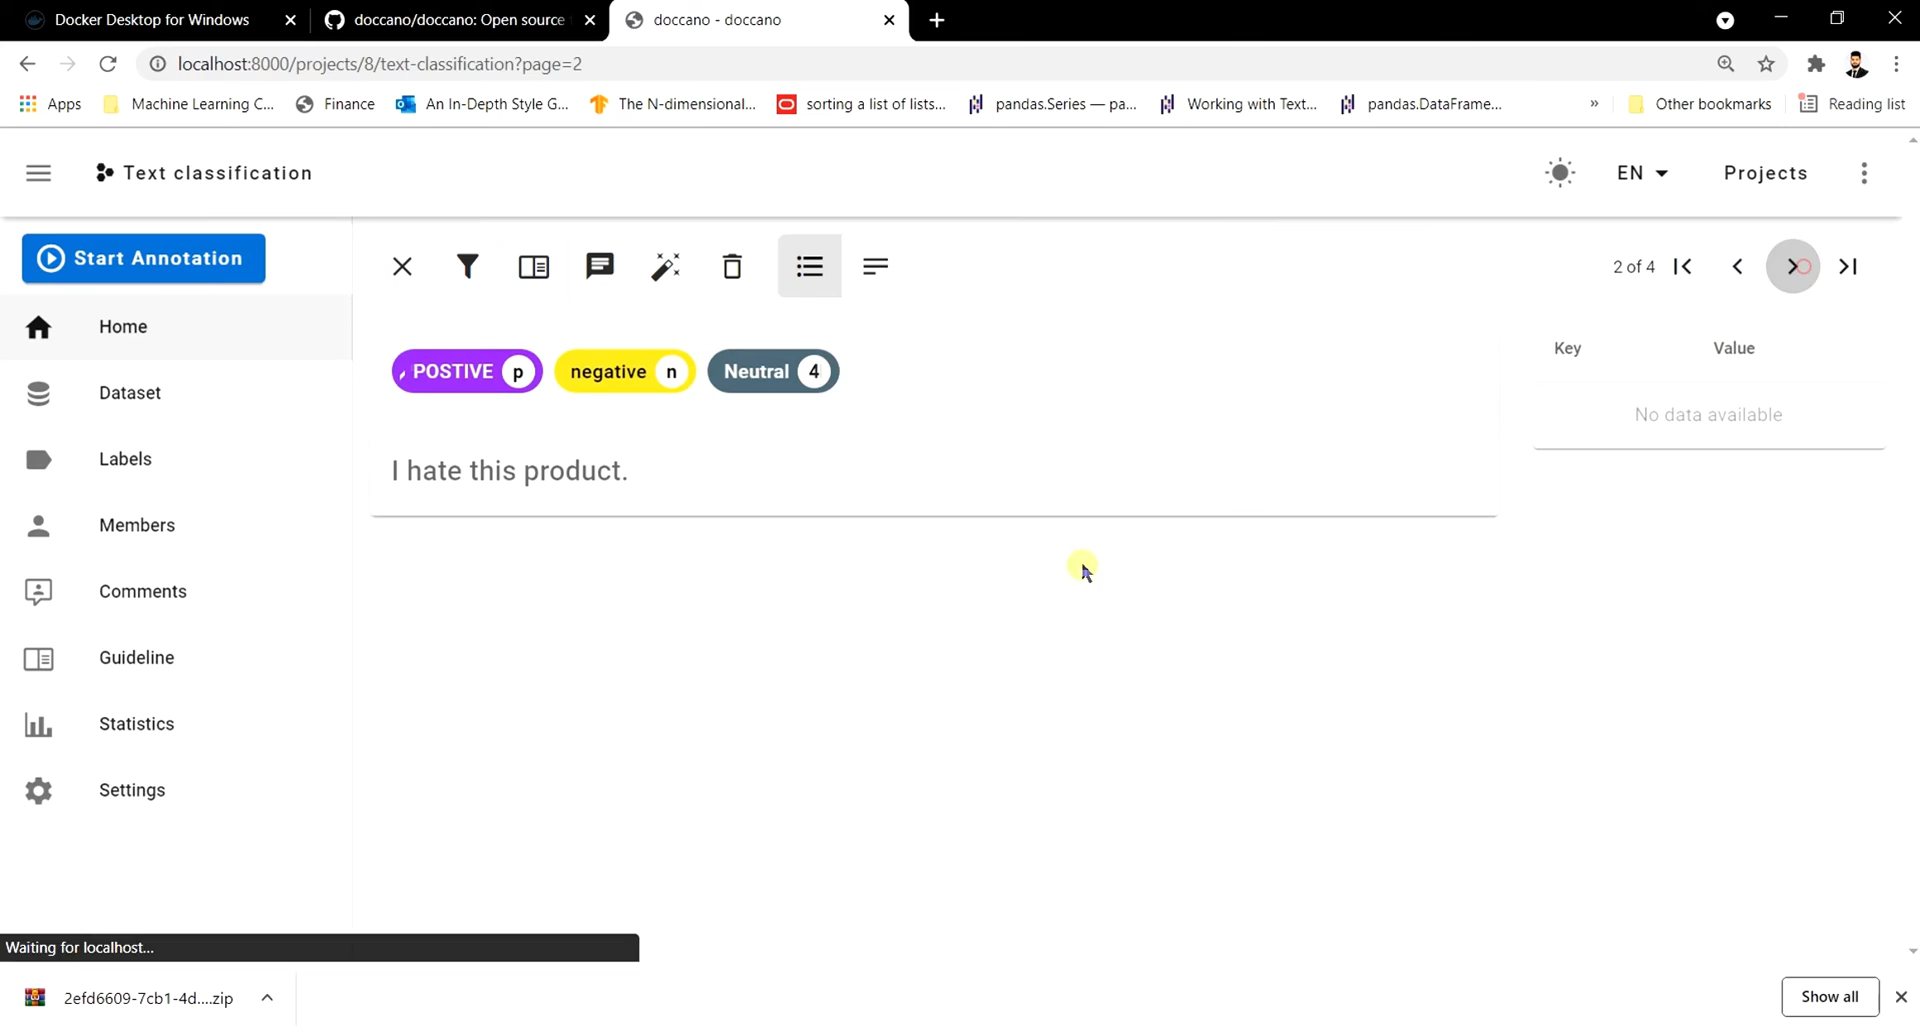 Docker Desktop for Windows
doccano/doccano: Open source
doccano - doccano
localhost:8000/projects/8/text-classification?page=2
Apps
Machine Learning C...
Finance
An In-Depth Style G...
The N-dimensional...
sorting a list of lists...
pandas.Series — pa...
Working with Text...
pandas.DataFrame...
»
Other bookmarks
Reading list
Text classification
EN
Projects
Start Annotation
2 of 4
Home
Dataset
Labels
Members
Comments
Guideline
Statistics
Settings
POSTIVE p
negative n
Neutral 4
I hate this product.
Key Value
No data available
Waiting for localhost...
2efd6609-7cb1-4d....zip
Show all